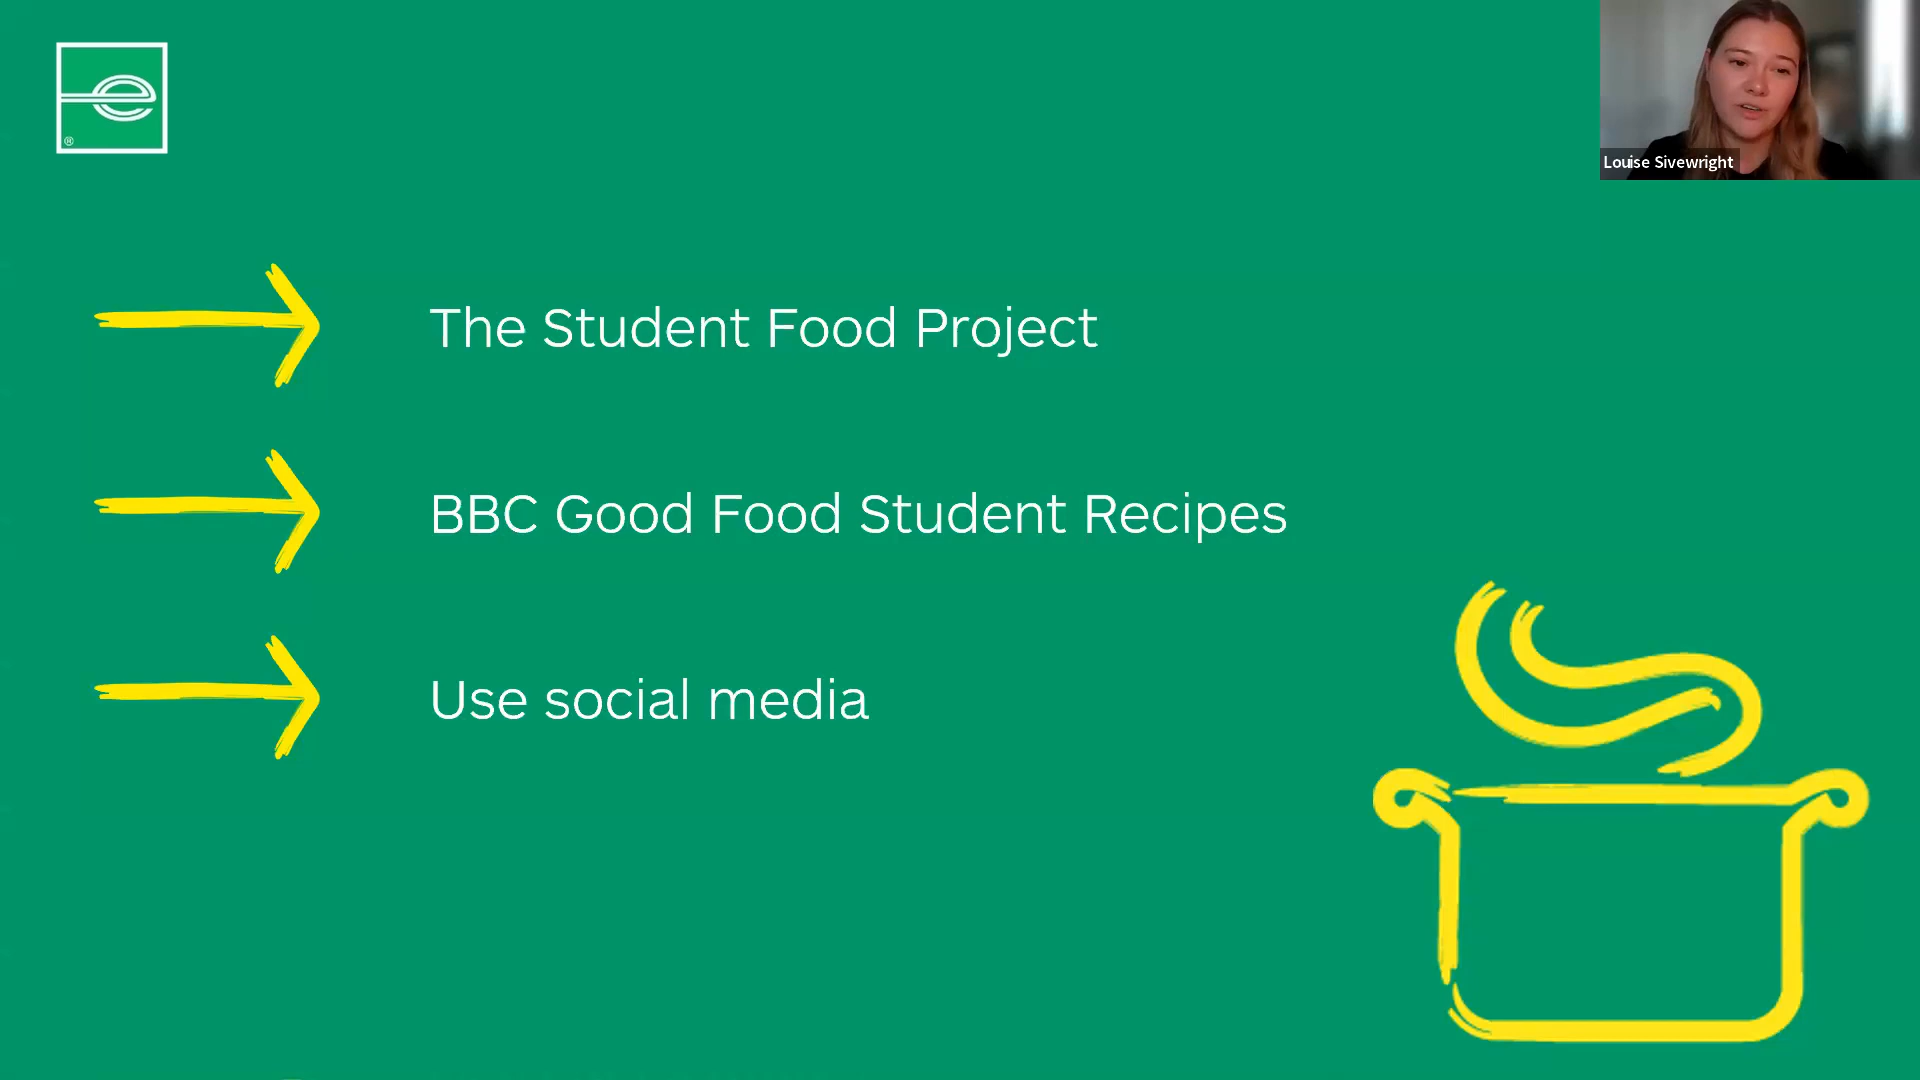 e
®
Louise Sivewright
The Student Food Project
BBC Good Food Student Recipes
Use social media